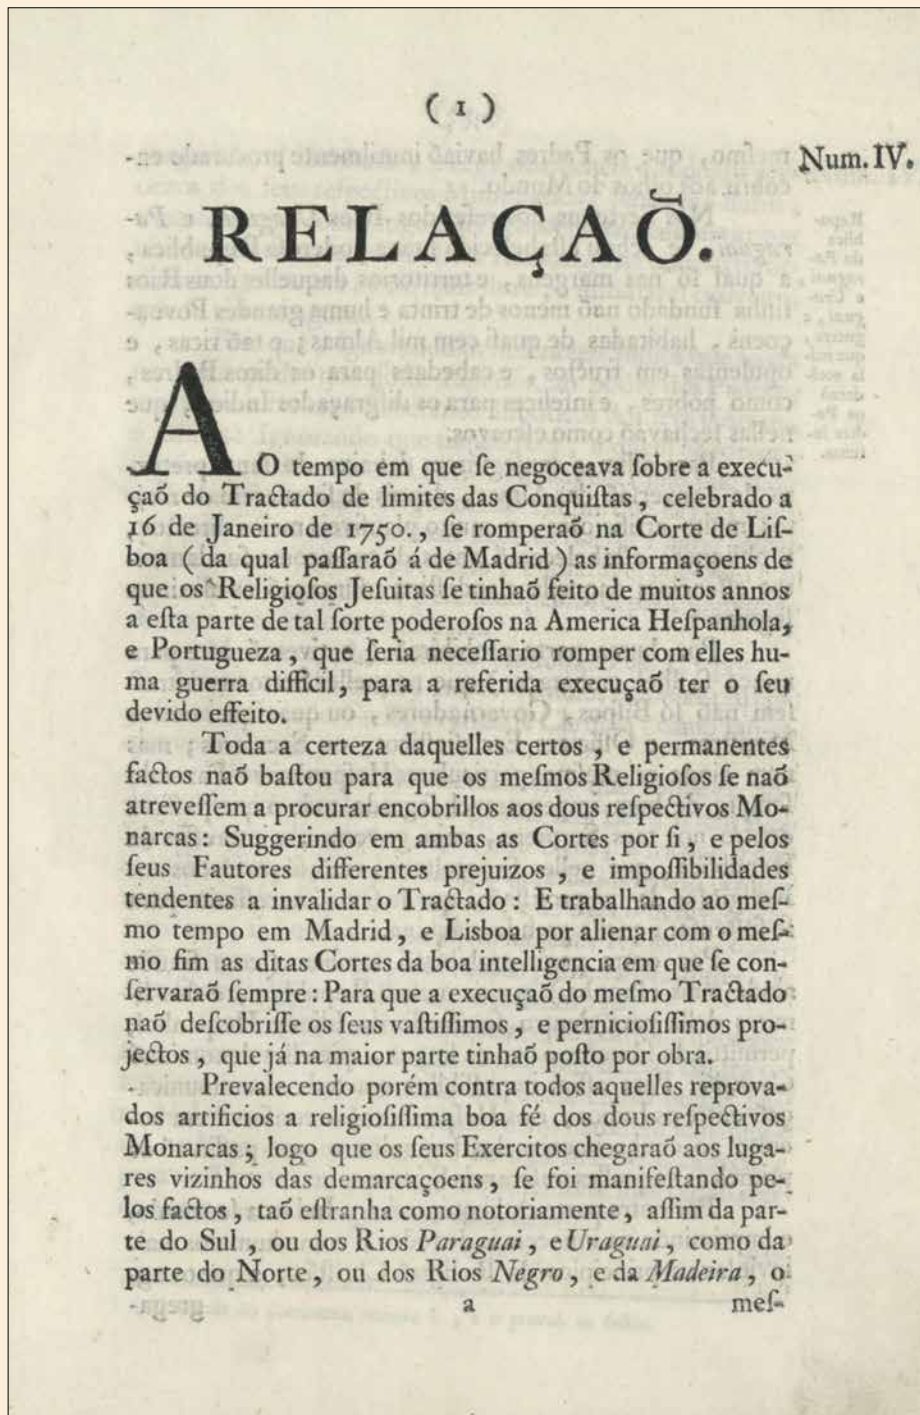 ( 1 )
Num. IV.
RELAÇAÕ.
AO tempo em que ſe negoceava ſobre a execu-
çaõ do Tractado de limites das Conquiſtas , celebrado a
16 de Janeiro de 1750. , ſe romperaõ na Corte de Liſ-
boa ( da qual paſſaraõ á de Madrid ) as informaçoens de
que os Religioſos Jeſuitas ſe tinhaõ feito de muitos annos
a eſta parte de tal ſorte poderoſos na America Heſpanhola,
e Portugueza , que ſeria neceſſario romper com elles hu-
ma guerra difficil, para a referida execuçaõ ter o ſeu
devido effeito.
Toda a certeza daquelles certos , e permanentes
factos naõ baſtou para que os meſmos Religioſos ſe naõ
atreveſſem a procurar encobrillos aos dous reſpectivos Mo-
narcas : Suggerindo em ambas as Cortes por ſi , e pelos
ſeus Fautores differentes prejuizos , e impoſſibilidades
tendentes a invalidar o Tractado : E trabalhando ao meſ-
mo tempo em Madrid , e Lisboa por alienar com o meſ-
mo fim as ditas Cortes da boa intelligencia em que ſe con-
ſervaraõ ſempre : Para que a execuçaõ do meſmo Tractado
naõ deſcobriſſe os ſeus vaſtiſſimos , e pernicioſiſſimos pro-
jectos , que já na maior parte tinhaõ poſto por obra.
Prevalecendo porém contra todos aquelles reprova-
dos artificios a religioſiſſima boa fé dos dous reſpectivos
Monarcas ; logo que os ſeus Exercitos chegaraõ aos luga-
res vizinhos das demarcaçoens , ſe foi manifeſtando pe-
los factos , taõ eſtranha como notoriamente , aſſim da par-
te do Sul , ou dos Rios Paraguai , e Uraguai , como da
parte do Norte , ou dos Rios Negro , e da Madeira , o
a
meſ-